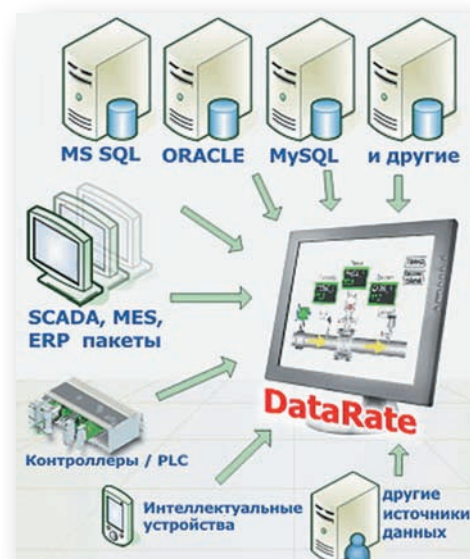 MS SQL ORACLE MySQL и другие
SCADA, MES,
ERP пакеты
DataRate
Контроллеры / PLC
Интеллектуальные
устройства
другие
источники
данных